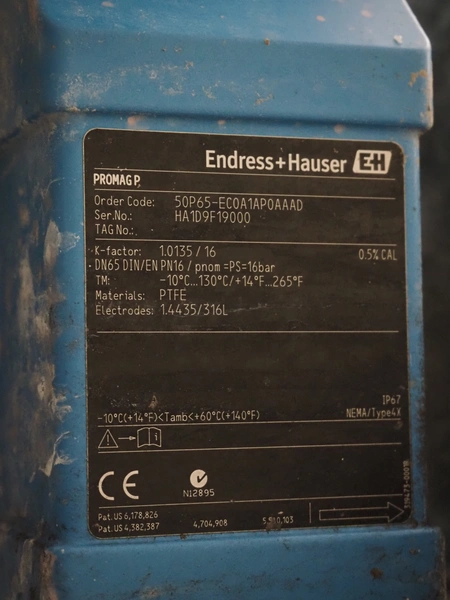 Endress+Hauser EH
PROMAG P
Order Code: 50P65-EC0A1AP0AAAD
Ser.No.: HA1D9F19000
TAG No.:
K-factor: 1.0135/16 0.5% CAL
DN65 DIN/EN PN16/pnom=PS=16bar
TM: -10°C...130°C/+14°F...265°F
Materials: PTFE
Electrodes: 1.4435/316L
-10°C(+14°F)<Tamb<+60°C(+140°F)
IP67
NEMA/Type4X
CE
N12895
Pat. US 6,178,826
Pat. US 4,382,387 4,704,908